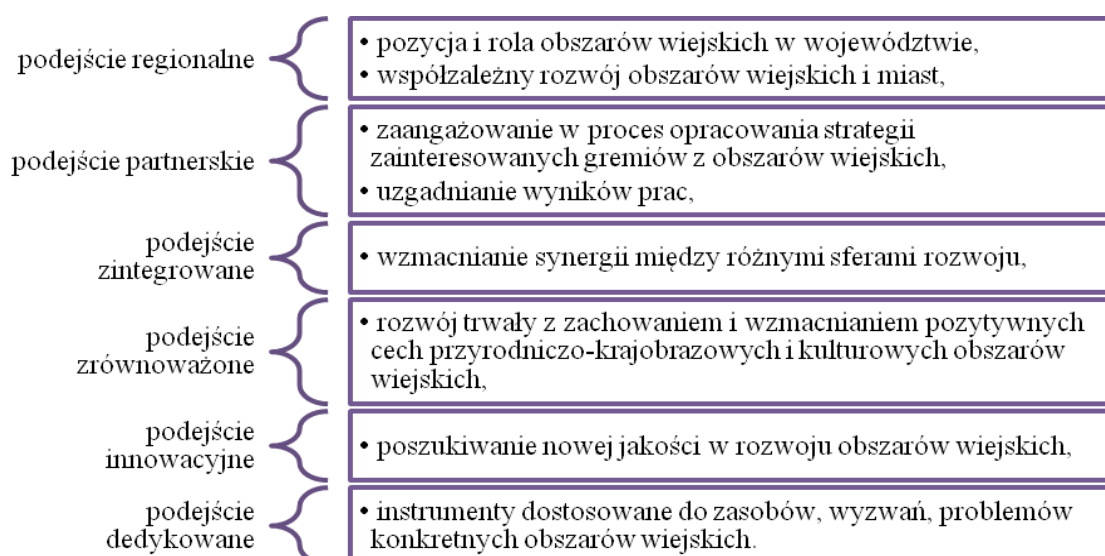 podejście regionalne
• pozycja i rola obszarów wiejskich w województwie,
• współzależny rozwój obszarów wiejskich i miast,
podejście partnerskie
• zaangażowanie w proces opracowania strategii
zainteresowanych gremiów z obszarów wiejskich,
• uzgadnianie wyników prac,
podejście
zintegrowane
• wzmacnianie synergii między różnymi sferami rozwoju,
podejście
zrównoważone
• rozwój trwały z zachowaniem i wzmacnianiem pozytywnych
cech przyrodniczo-krajobrazowych i kulturowych obszarów
wiejskich,
podejście
innowacyjne
• poszukiwanie nowej jakości w rozwoju obszarów wiejskich,
podejście
dedykowane
• instrumenty dostosowane do zasobów, wyzwań, problemów
konkretnych obszarów wiejskich.